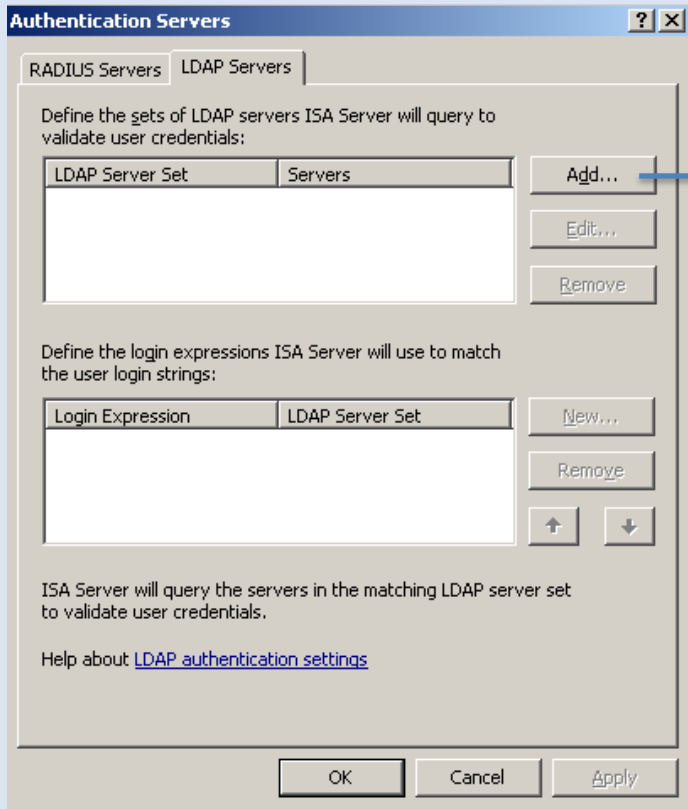 Authentication Servers
RADIUS Servers LDAP Servers
Define the sets of LDAP servers ISA Server will query to
validate user credentials:
LDAP Server Set Servers
Add...
Edit...
Remove
Define the login expressions ISA Server will use to match
the user login strings:
Login Expression LDAP Server Set
New...
Remove
ISA Server will query the servers in the matching LDAP server set
to validate user credentials.
Help about LDAP authentication settings
OK Cancel Apply